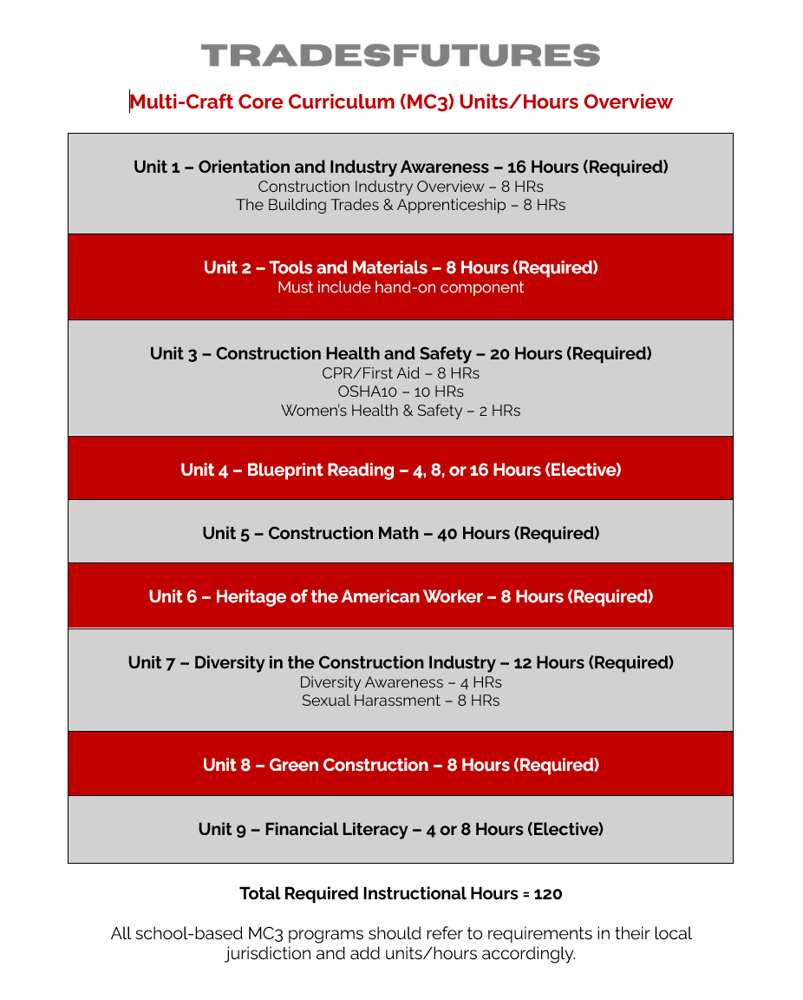 TRADESFUTURES
Multi-Craft Core Curriculum (MC3) Units/Hours Overview
Unit 1 – Orientation and Industry Awareness – 16 Hours (Required)
Construction Industry Overview – 8 HRs
The Building Trades & Apprenticeship – 8 HRs
Unit 2 – Tools and Materials – 8 Hours (Required)
Must include hand-on component
Unit 3 – Construction Health and Safety – 20 Hours (Required)
CPR/First Aid – 8 HRs
OSHA10 – 10 HRs
Women's Health & Safety – 2 HRs
Unit 4 – Blueprint Reading – 4, 8, or 16 Hours (Elective)
Unit 5 – Construction Math – 40 Hours (Required)
Unit 6 – Heritage of the American Worker – 8 Hours (Required)
Unit 7 – Diversity in the Construction Industry – 12 Hours (Required)
Diversity Awareness – 4 HRs
Sexual Harassment – 8 HRs
Unit 8 – Green Construction – 8 Hours (Required)
Unit 9 – Financial Literacy – 4 or 8 Hours (Elective)
Total Required Instructional Hours = 120
All school-based MC3 programs should refer to requirements in their local
jurisdiction and add units/hours accordingly.